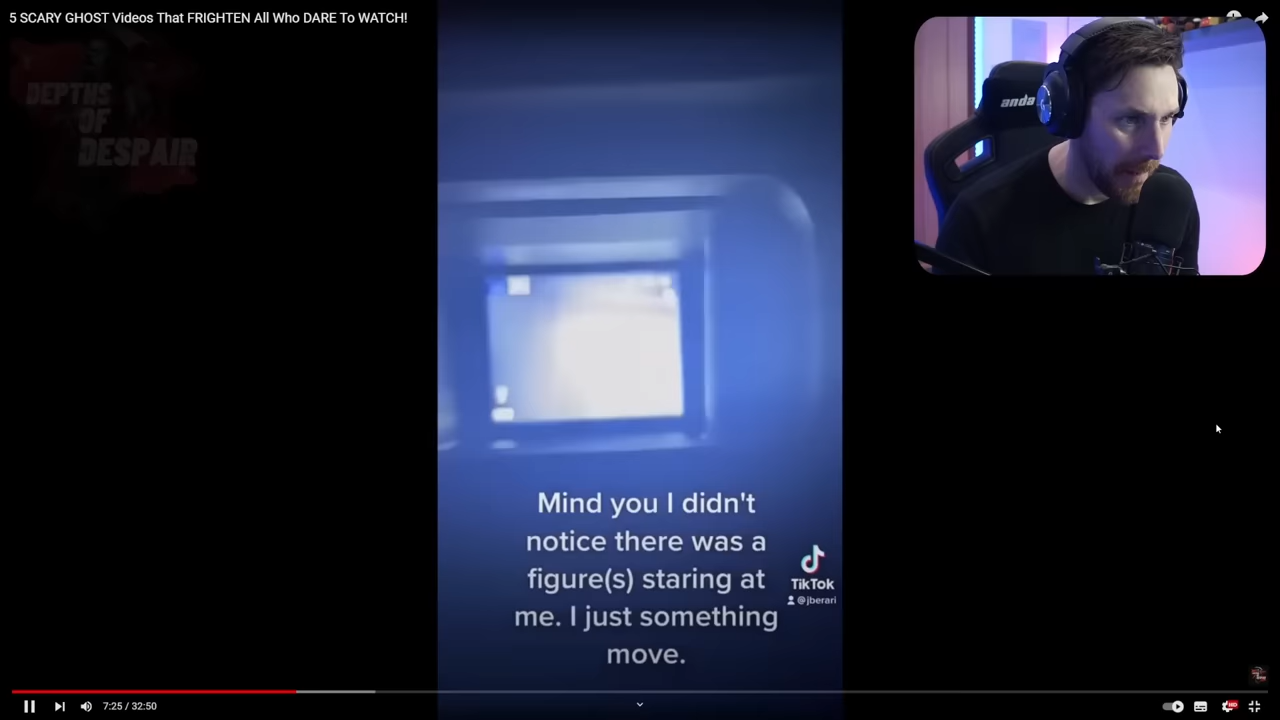 5 SCARY GHOST Videos That FRIGHTEN All Who DARE To WATCH!
DEPTHS
OF
DESPAIR
anda
Mind you I didn't
notice there was a
figure(s) staring at
me. I just something
move.
TikTok
@jberari
7:25 / 32:50
HD